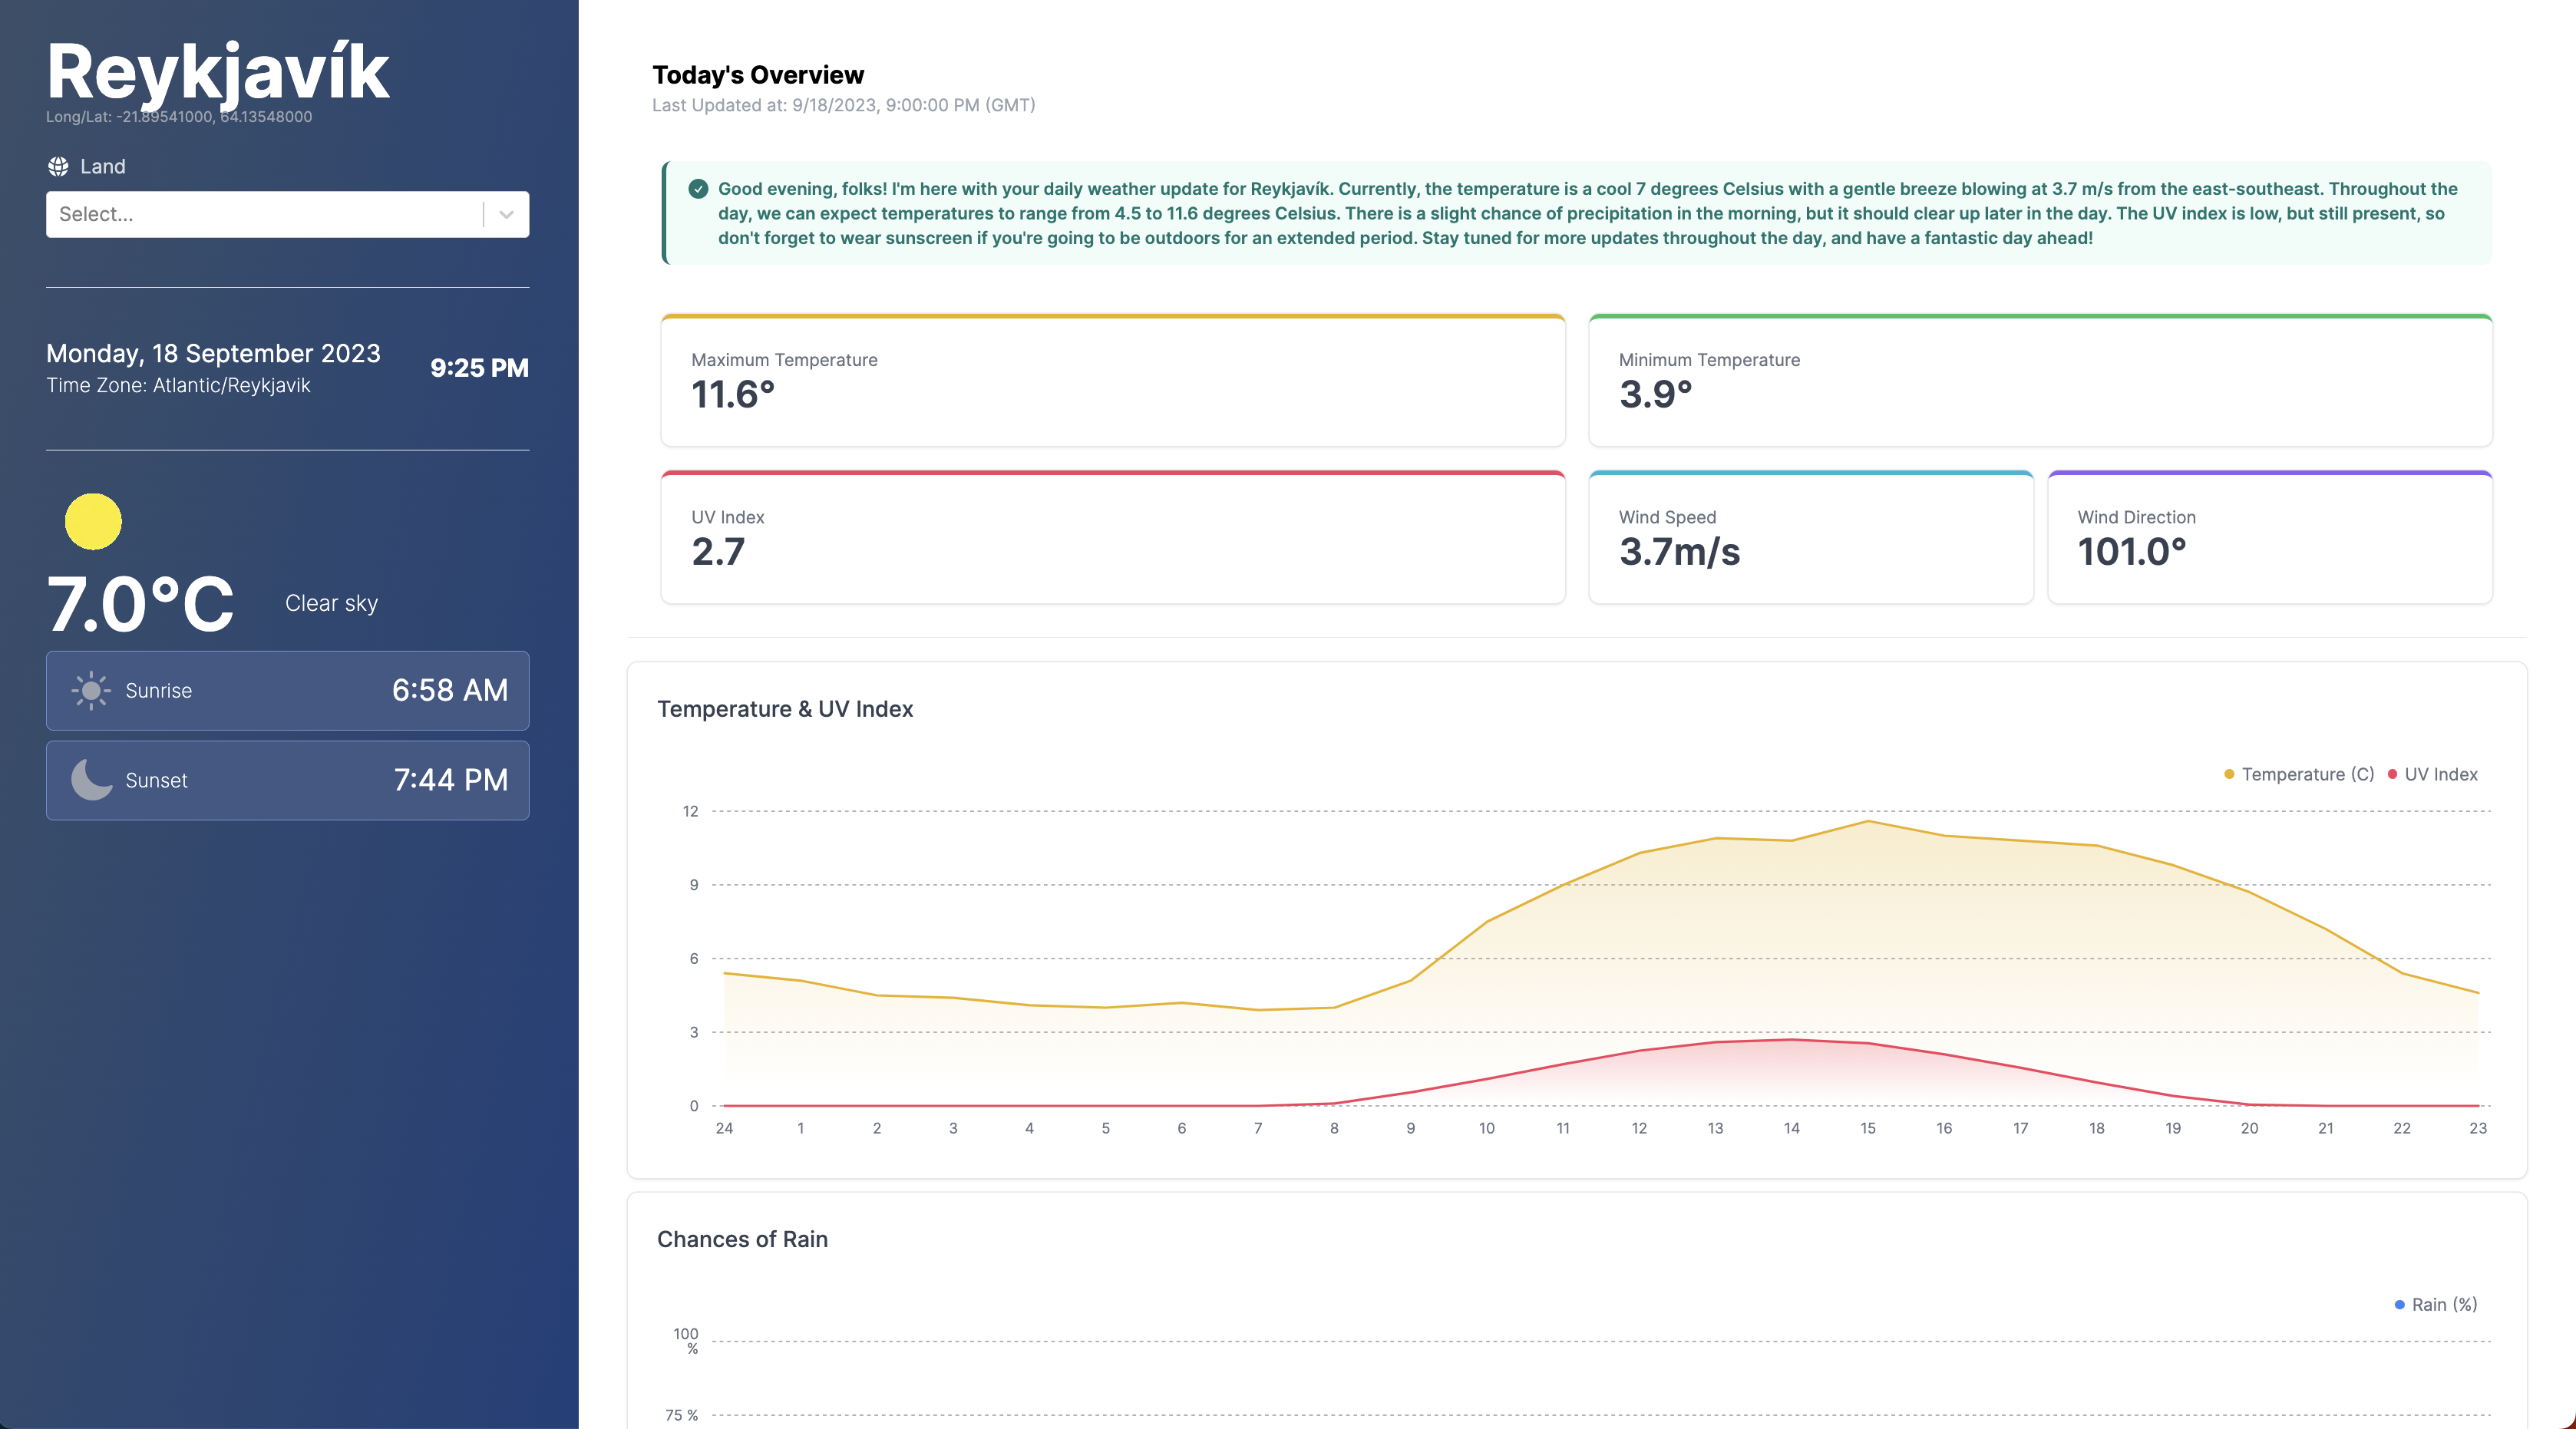 Reykjavík
Long/Lat: -21.89541000, 64.13548000
Land
Select...
Monday, 18 September 2023
Time Zone: Atlantic/Reykjavik
9:25 PM
7.0°C
Clear sky
Sunrise
6:58 AM
Sunset
7:44 PM
Today's Overview
Last Updated at: 9/18/2023, 9:00:00 PM (GMT)
Good evening, folks! I'm here with your daily weather update for Reykjavík. Currently, the temperature is a cool 7 degrees Celsius with a gentle breeze blowing at 3.7 m/s from the east-southeast. Throughout the
day, we can expect temperatures to range from 4.5 to 11.6 degrees Celsius. There is a slight chance of precipitation in the morning, but it should clear up later in the day. The UV index is low, but still present, so
don't forget to wear sunscreen if you're going to be outdoors for an extended period. Stay tuned for more updates throughout the day, and have a fantastic day ahead!
Maximum Temperature
11.6°
Minimum Temperature
3.9°
UV Index
2.7
Wind Speed
3.7m/s
Wind Direction
101.0°
Temperature & UV Index
Temperature (C) UV Index
12
9
6
3
0
24 1 2 3 4 5 6 7 8 9 10 11 12 13 14 15 16 17 18 19 20 21 22 23
Chances of Rain
Rain (%)
100
%
75 %